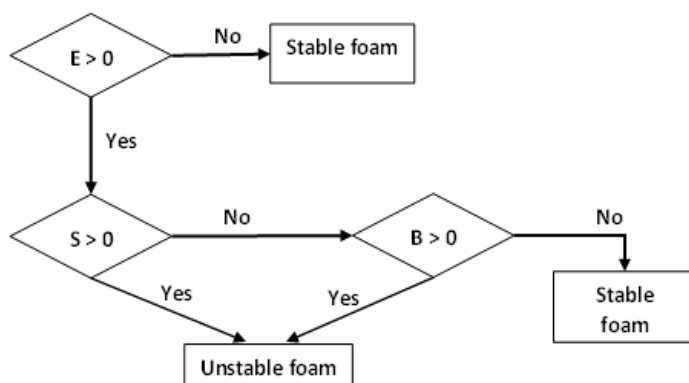 No
E > 0
Stable foam
Yes
No
No
S > 0
B > 0
Yes
Yes
Stable
foam
Unstable foam